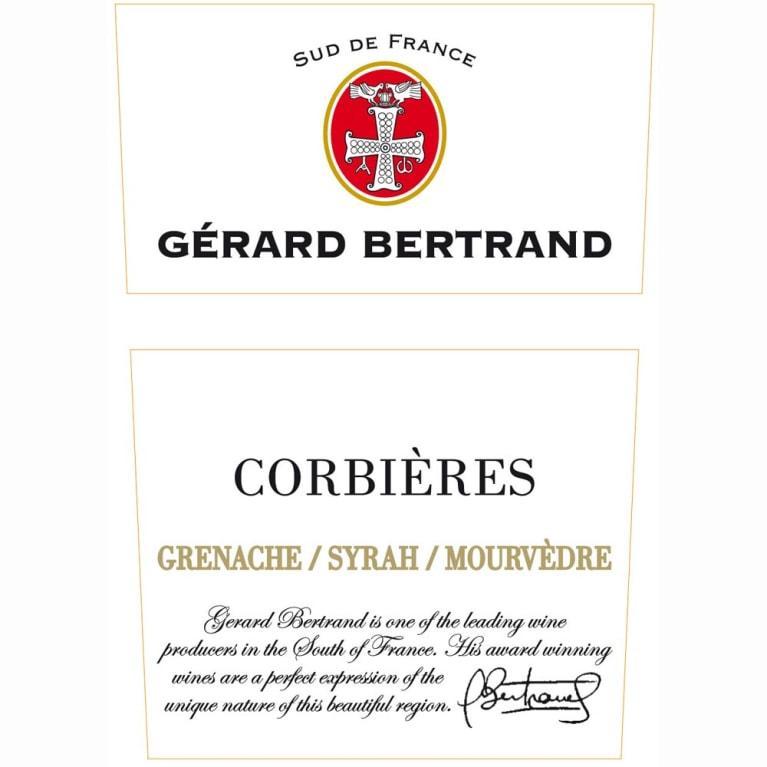 SUD DE FRANCE
GÉRARD BERTRAND
CORBIÈRES
GRENACHE / SYRAH / MOURVÈDRE
Gerard Bertrand is one of the leading wine
producers in the South of France. His award winning
wines are a perfect expression of the
unique nature of this beautiful region.
Bertrand